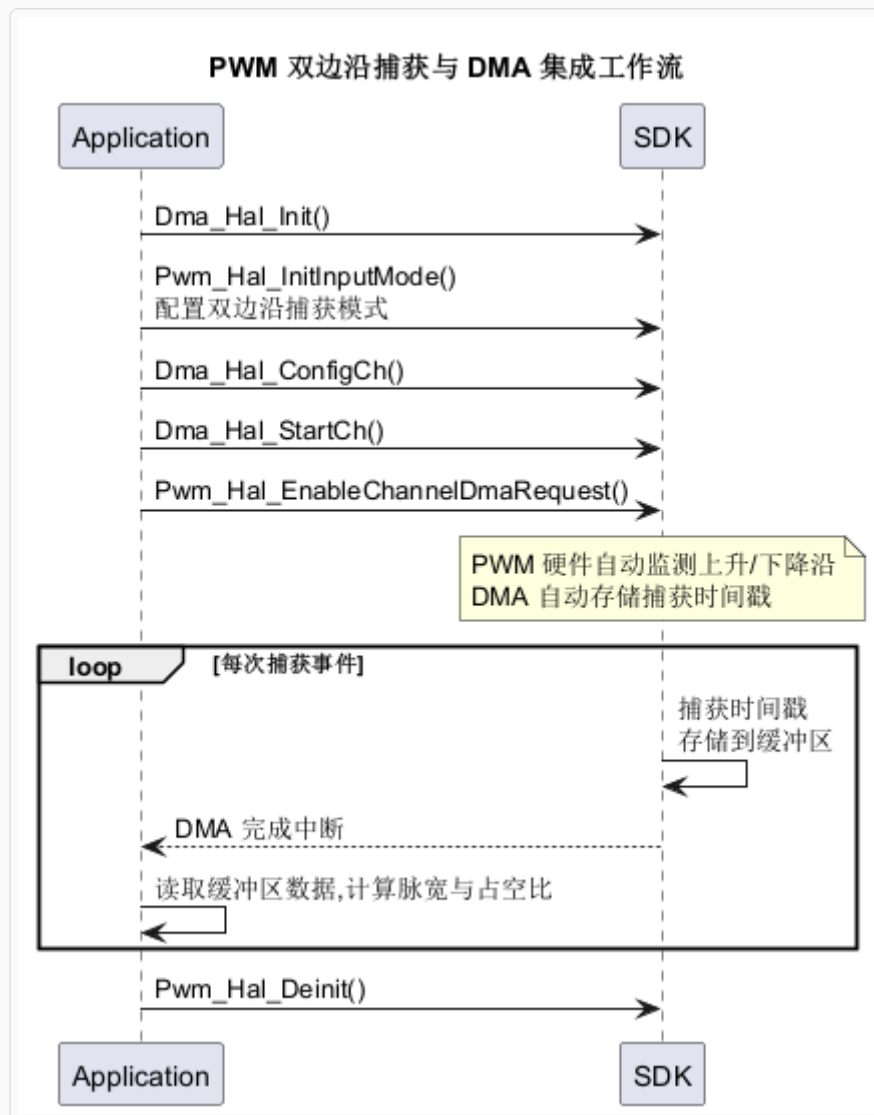 PWM 双边沿捕获与 DMA 集成工作流
Application
SDK
Dma_Hal_Init()
Pwm_Hal_InitInputMode()
配置双边沿捕获模式
Dma_Hal_ConfigCh()
Dma_Hal_StartCh()
Pwm_Hal_EnableChannelDmaRequest()
PWM 硬件自动监测上升/下降沿
DMA 自动存储捕获时间戳
loop
[每次捕获事件]
捕获时间戳
存储到缓冲区
DMA 完成中断
读取缓冲区数据,计算脉宽与占空比
Pwm_Hal_Deinit()
Application
SDK